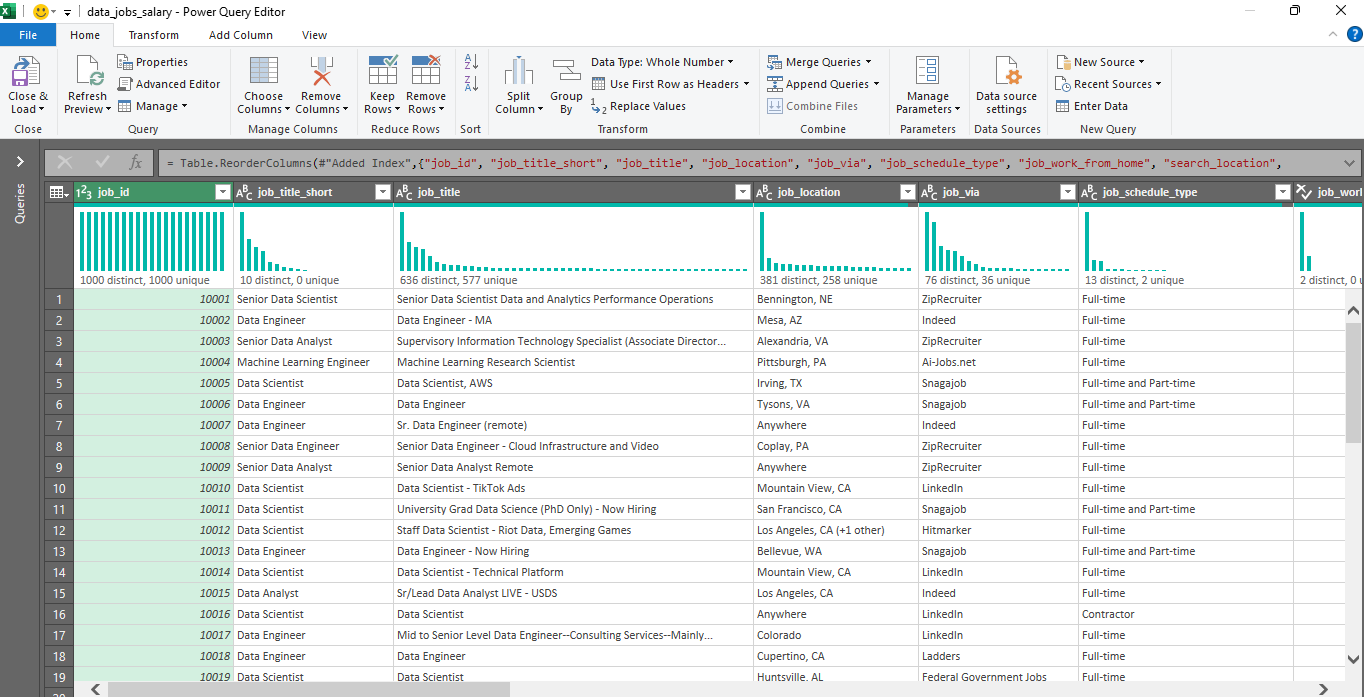 data_jobs_salary - Power Query Editor
File Home Transform Add Column View
Close & Load
Close
Refresh Preview
Properties
Advanced Editor
Manage
Query
Choose Columns
Remove Columns
Manage Columns
Keep Rows
Remove Rows
Reduce Rows
Sort
Split Column
Group By
Data Type: Whole Number
Use First Row as Headers
Replace Values
Transform
Merge Queries
Append Queries
Combine Files
Combine
Manage Parameters
Parameters
Data source settings
Data Sources
New Source
Recent Sources
Enter Data
New Query
Queries
= Table.ReorderColumns(#"Added Index",{"job_id", "job_title_short", "job_title", "job_location", "job_via", "job_schedule_type", "job_work_from_home", "search_location",
job_id job_title_short job_title job_location job_via job_schedule_type job_worl
1000 distinct, 1000 unique 10 distinct, 0 unique 636 distinct, 577 unique 381 distinct, 258 unique 76 distinct, 36 unique 13 distinct, 2 unique 2 distinct, 0 u
1 10001 Senior Data Scientist Senior Data Scientist Data and Analytics Performance Operations Bennington, NE ZipRecruiter Full-time
2 10002 Data Engineer Data Engineer - MA Mesa, AZ Indeed Full-time
3 10003 Senior Data Analyst Supervisory Information Technology Specialist (Associate Director... Alexandria, VA ZipRecruiter Full-time
4 10004 Machine Learning Engineer Machine Learning Research Scientist Pittsburgh, PA Ai-Jobs.net Full-time
5 10005 Data Scientist Data Scientist, AWS Irving, TX Snagajob Full-time and Part-time
6 10006 Data Engineer Data Engineer Tysons, VA Snagajob Full-time and Part-time
7 10007 Data Engineer Sr. Data Engineer (remote) Anywhere Indeed Full-time
8 10008 Senior Data Engineer Senior Data Engineer - Cloud Infrastructure and Video Coplay, PA ZipRecruiter Full-time
9 10009 Senior Data Analyst Senior Data Analyst Remote Anywhere ZipRecruiter Full-time
10 10010 Data Scientist Data Scientist - TikTok Ads Mountain View, CA LinkedIn Full-time
11 10011 Data Scientist University Grad Data Science (PhD Only) - Now Hiring San Francisco, CA Snagajob Full-time and Part-time
12 10012 Data Scientist Staff Data Scientist - Riot Data, Emerging Games Los Angeles, CA (+1 other) Hitmarker Full-time
13 10013 Data Engineer Data Engineer - Now Hiring Bellevue, WA Snagajob Full-time and Part-time
14 10014 Data Scientist Data Scientist - Technical Platform Mountain View, CA LinkedIn Full-time
15 10015 Data Analyst Sr/Lead Data Analyst LIVE - USDS Los Angeles, CA Indeed Full-time
16 10016 Data Scientist Data Scientist Anywhere LinkedIn Contractor
17 10017 Data Engineer Mid to Senior Level Data Engineer--Consulting Services--Mainly... Colorado LinkedIn Full-time
18 10018 Data Engineer Data Engineer Cupertino, CA Ladders Full-time
19 10019 Data Scientist Data Scientist Huntsville, AL Federal Government Jobs Full-time
20